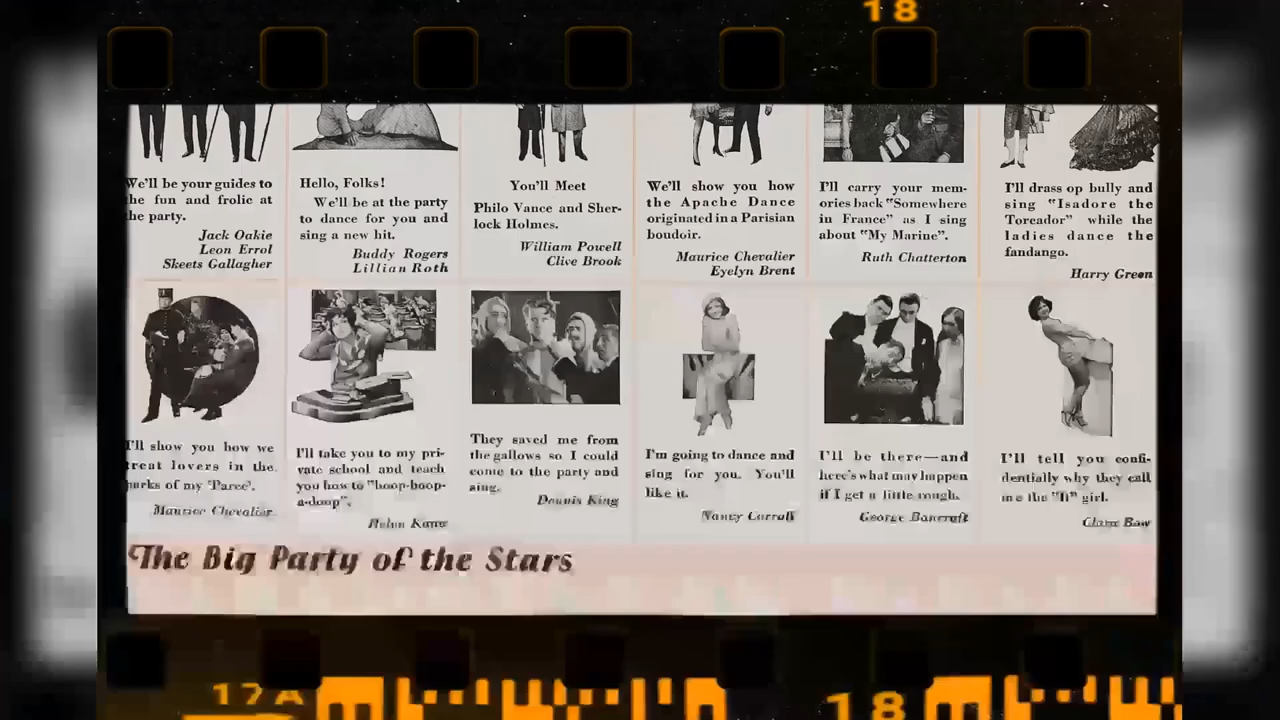 18
We'll be your guides to
the fun and frolic at
the party.
Jack Oakie
Leon Errol
Skeets Gallagher
Hello, Folks!
We'll be at the party
to dance for you and
sing a new hit.
Buddy Rogers
Lillian Roth
You'll Meet
Philo Vance and Sher-
lock Holmes.
William Powell
Clive Brook
We'll show you how
the Apache Dance
originated in a Parisian
boudoir.
Maurice Chevalier
Eyelyn Brent
I'll carry your mem-
ories back "Somewhere
in France" as I sing
about "My Marine".
Ruth Chatterton
I'll drass op bully and
sing "Isadore the
Toreador" while the
ladies dance the
fandango.
Harry Green
I'll show you how we
treat lovers in the
parks of my 'Paree'.
Maurice Chevalier
I'll take you to my pri-
vate school and teach
you how to "boop-boop-
a-doop".
Helen Kane
They saved me from
the gallows so I could
come to the party and
sing.
Dennis King
I'm going to dance and
sing for you. You'll
like it.
Nancy Carroll
I'll be there—and
here's what may happen
if I get a little rough.
George Bancroft
I'll tell you confi-
dentially why they call
me the "It" girl.
Clara Bow
The Big Party of the Stars
17A
18